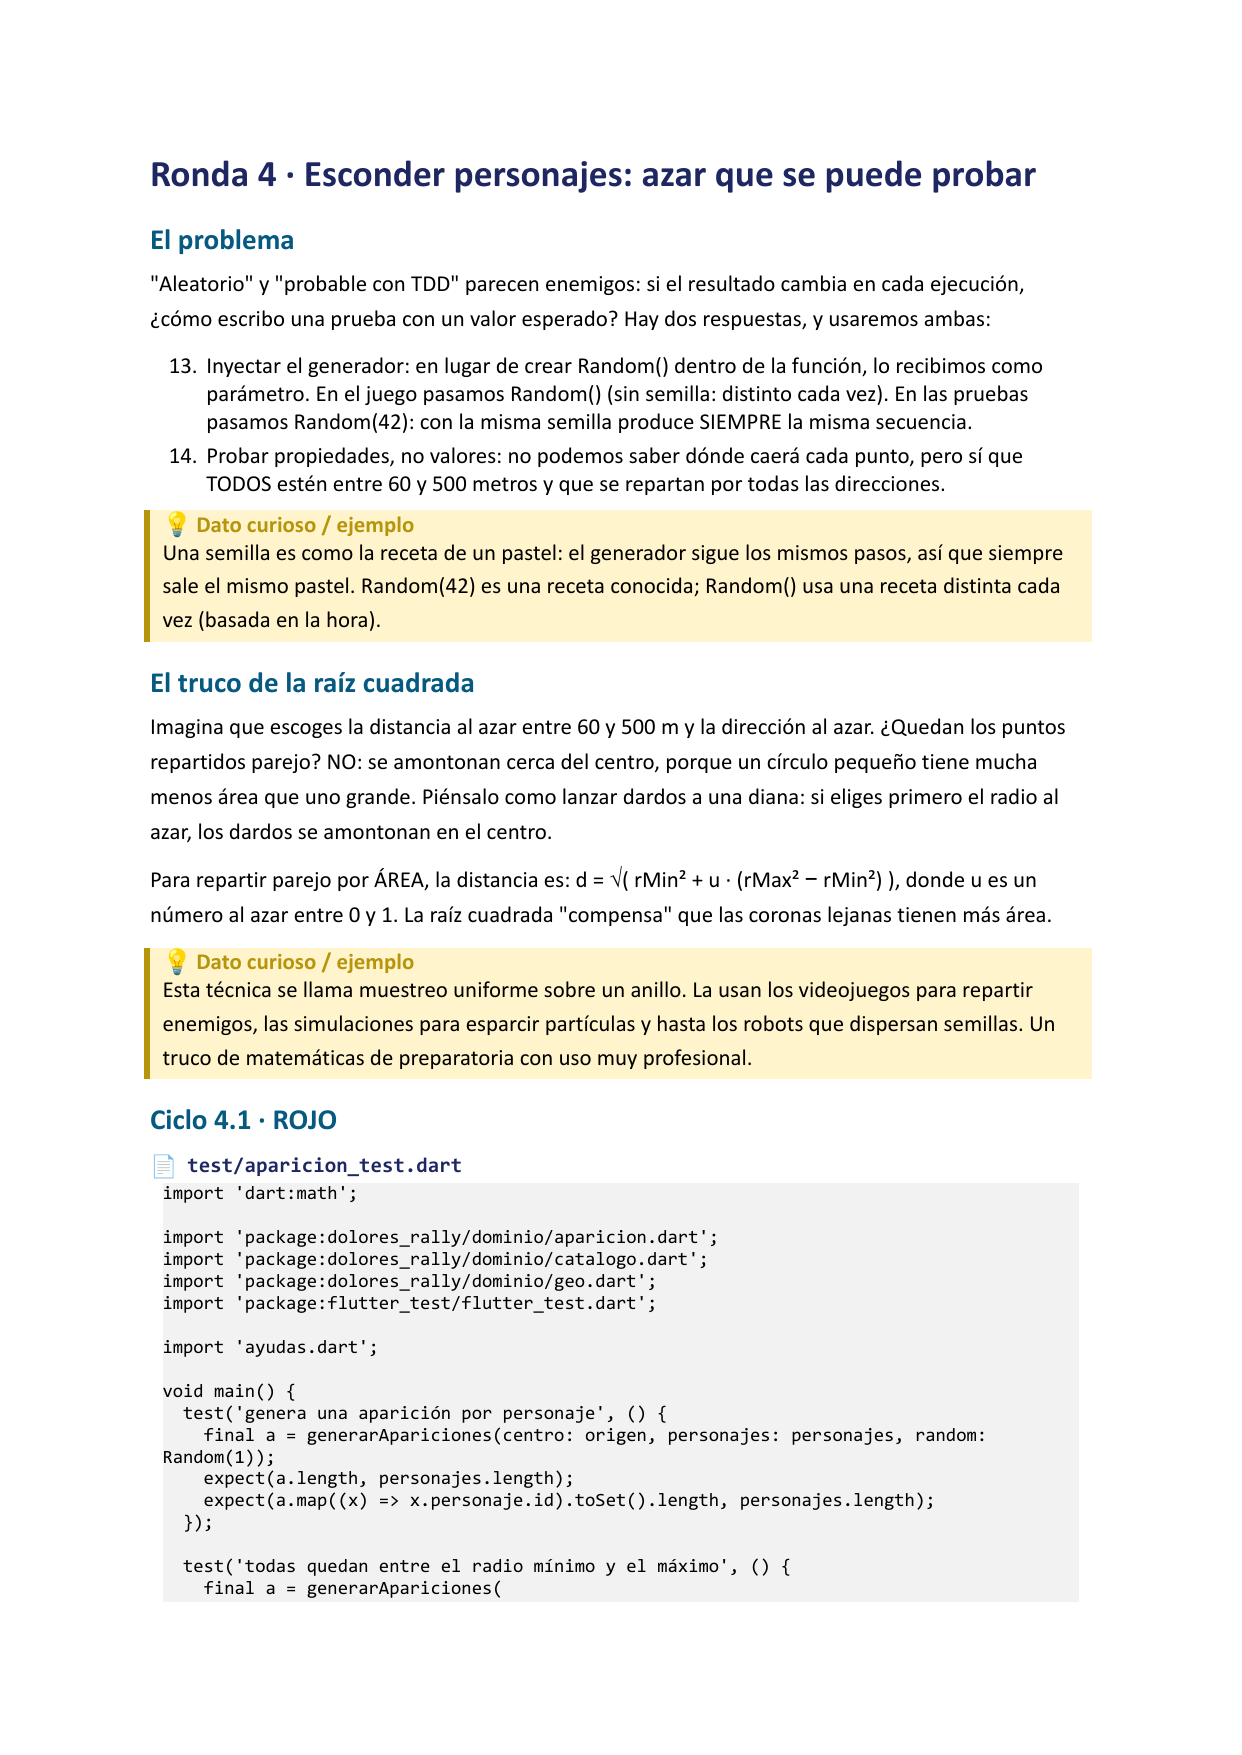 Ronda 4 · Esconder personajes: azar que se puede probar
El problema
"Aleatorio" y "probable con TDD" parecen enemigos: si el resultado cambia en cada ejecución,
¿cómo escribo una prueba con un valor esperado? Hay dos respuestas, y usaremos ambas:
13. Inyectar el generador: en lugar de crear Random() dentro de la función, lo recibimos como
parámetro. En el juego pasamos Random() (sin semilla: distinto cada vez). En las pruebas
pasamos Random(42): con la misma semilla produce SIEMPRE la misma secuencia.
14. Probar propiedades, no valores: no podemos saber dónde caerá cada punto, pero sí que
TODOS estén entre 60 y 500 metros y que se repartan por todas las direcciones.
💡 Dato curioso / ejemplo
Una semilla es como la receta de un pastel: el generador sigue los mismos pasos, así que siempre
sale el mismo pastel. Random(42) es una receta conocida; Random() usa una receta distinta cada
vez (basada en la hora).
El truco de la raíz cuadrada
Imagina que escoges la distancia al azar entre 60 y 500 m y la dirección al azar. ¿Quedan los puntos
repartidos parejo? NO: se amontonan cerca del centro, porque un círculo pequeño tiene mucha
menos área que uno grande. Piénsalo como lanzar dardos a una diana: si eliges primero el radio al
azar, los dardos se amontonan en el centro.
Para repartir parejo por ÁREA, la distancia es: d = √( rMin² + u · (rMax² − rMin²) ), donde u es un
número al azar entre 0 y 1. La raíz cuadrada "compensa" que las coronas lejanas tienen más área.
💡 Dato curioso / ejemplo
Esta técnica se llama muestreo uniforme sobre un anillo. La usan los videojuegos para repartir
enemigos, las simulaciones para esparcir partículas y hasta los robots que dispersan semillas. Un
truco de matemáticas de preparatoria con uso muy profesional.
Ciclo 4.1 · ROJO
📄 test/aparicion_test.dart
import 'dart:math';
import 'package:dolores_rally/dominio/aparicion.dart';
import 'package:dolores_rally/dominio/catalogo.dart';
import 'package:dolores_rally/dominio/geo.dart';
import 'package:flutter_test/flutter_test.dart';
import 'ayudas.dart';
void main() {
  test('genera una aparición por personaje', () {
    final a = generarApariciones(centro: origen, personajes: personajes, random:
Random(1));
    expect(a.length, personajes.length);
    expect(a.map((x) => x.personaje.id).toSet().length, personajes.length);
  });
  test('todas quedan entre el radio mínimo y el máximo', () {
    final a = generarApariciones(